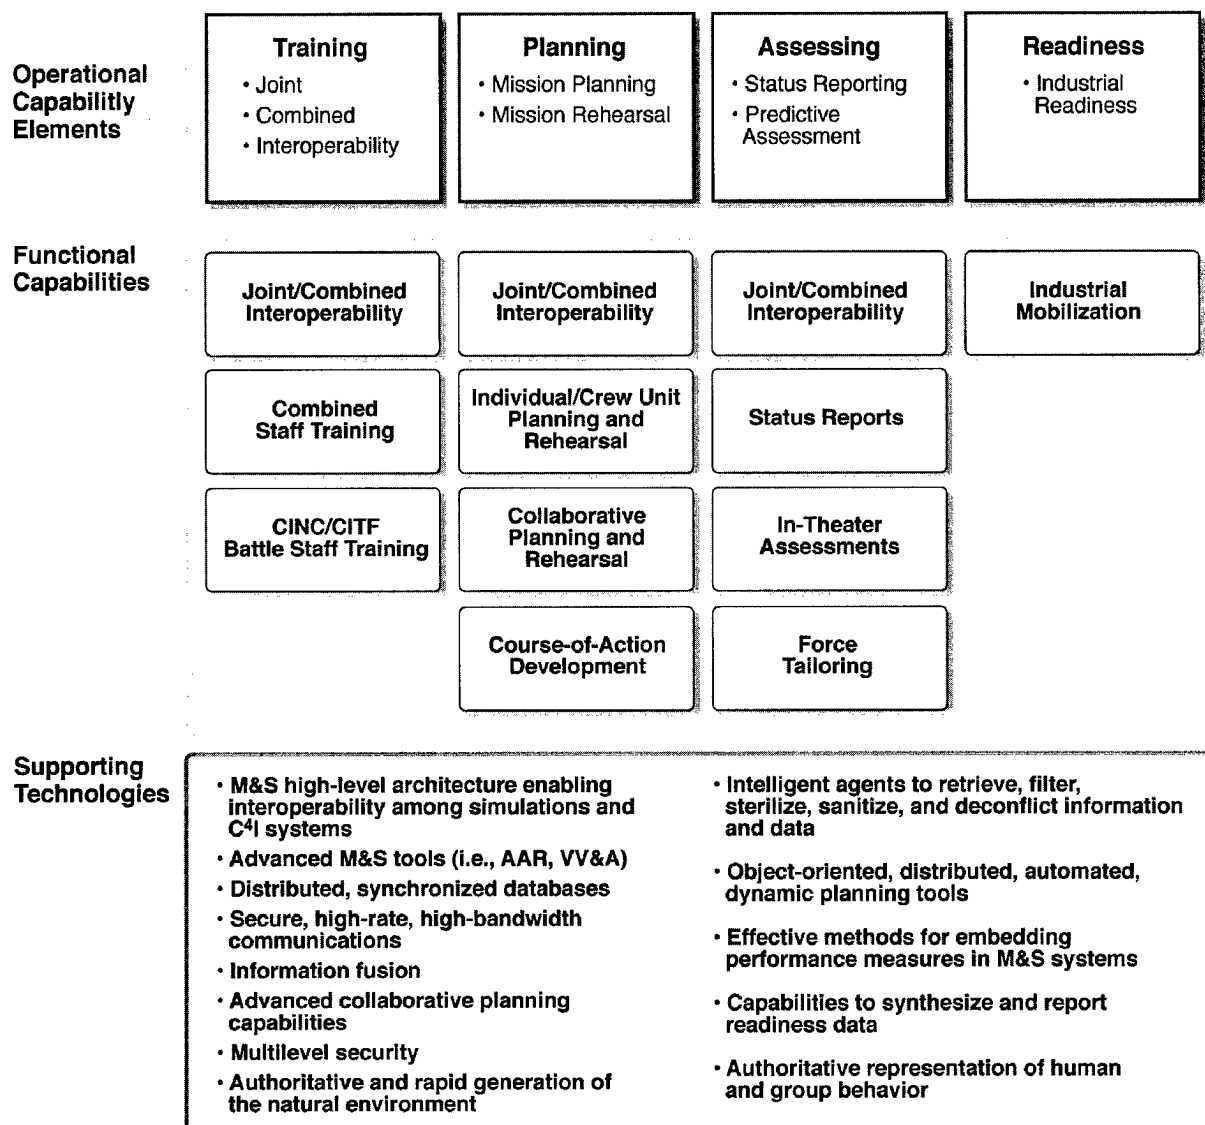 Operational
Capabilitly
Elements
Training
• Joint
• Combined
• Interoperability
Planning
• Mission Planning
• Mission Rehearsal
Assessing
• Status Reporting
• Predictive
Assessment
Readiness
• Industrial
Readiness
Functional
Capabilities
Joint/Combined
Interoperability
Joint/Combined
Interoperability
Joint/Combined
Interoperability
Industrial
Mobilization
Combined
Staff Training
Individual/Crew Unit
Planning and
Rehearsal
Status Reports
CINC/CITF
Battle Staff Training
Collaborative
Planning and
Rehearsal
In-Theater
Assessments
Course-of-Action
Development
Force
Tailoring
Supporting
Technologies
• M&S high-level architecture enabling
interoperability among simulations and
C⁴I systems
• Advanced M&S tools (i.e., AAR, VV&A)
• Distributed, synchronized databases
• Secure, high-rate, high-bandwidth
communications
• Information fusion
• Advanced collaborative planning
capabilities
• Multilevel security
• Authoritative and rapid generation of
the natural environment
• Intelligent agents to retrieve, filter,
sterilize, sanitize, and deconflict information
and data
• Object-oriented, distributed, automated,
dynamic planning tools
• Effective methods for embedding
performance measures in M&S systems
• Capabilities to synthesize and report
readiness data
• Authoritative representation of human
and group behavior